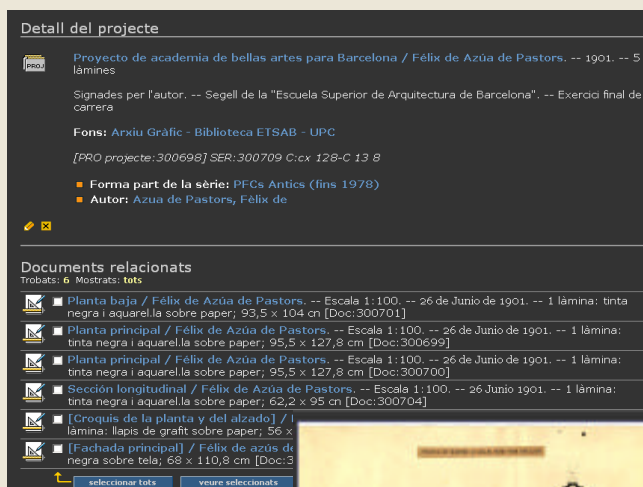 Detall del projecte
PROJ
Proyecto de academia de bellas artes para Barcelona / Félix de Azúa de Pastors. -- 1901. -- 5
làmines
Signades per l'autor. -- Segell de la "Escuela Superior de Arquitectura de Barcelona". -- Exercici final de
carrera
Fons: Arxiu Gràfic - Biblioteca ETSAB - UPC
[PRO projecte:300698] SER:300709 C:cx 128-C 13 8
Forma part de la sèrie: PFCs Antics (fins 1978)
Autor: Azua de Pastors, Fèlix de
Documents relacionats
Trobats: 6 Mostrats: tots
Planta baja / Félix de Azúa de Pastors. -- Escala 1:100. -- 26 de Junio de 1901. -- 1 làmina: tinta
negra i aquarel.la sobre paper; 93,5 x 104 cm [Doc:300701]
Planta principal / Félix de Azúa de Pastors. -- Escala 1:100. -- 26 de Junio de 1901. -- 1 làmina:
tinta negra i aquarel.la sobre paper; 95,5 x 127,8 cm [Doc:300699]
Planta principal / Félix de Azúa de Pastors. -- Escala 1:100. -- 26 de Junio de 1901. -- 1 làmina:
tinta negra i aquarel.la sobre paper; 95,5 x 127,8 cm [Doc:300700]
Sección longitudinal / Félix de Azúa de Pastors. -- Escala 1:100. -- 26 Junio 1901. -- 1 làmina:
tinta negra i aquarel.la sobre paper; 62,2 x 95 cm [Doc:300704]
[Croquis de la planta y del alzado] /
làmina: llapis de grafit sobre paper; 56 x
[Fachada principal] / Félix de azús de
negra sobre tela; 68 x 110,8 cm [Doc:3
seleccionar tots veure seleccionats